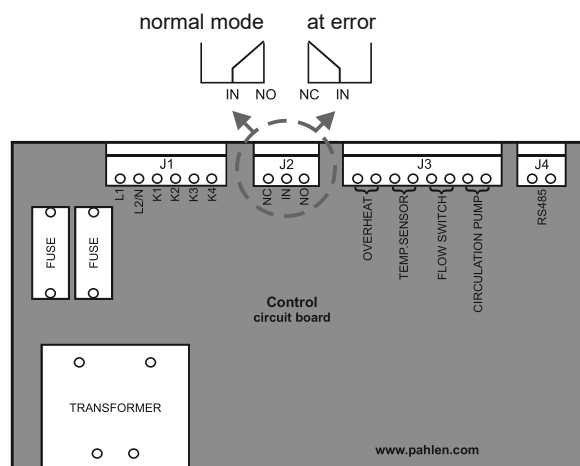 normal mode at error
IN NO NC IN
J1 J2 J3 J4
L1
L2/N
K1
K2
K3
K4
NC
IN
NO
OVERHEAT
TEMP.SENSOR
FLOW SWITCH
CIRCULATION PUMP
RS485
FUSE
FUSE
Control
circuit board
TRANSFORMER
www.pahlen.com